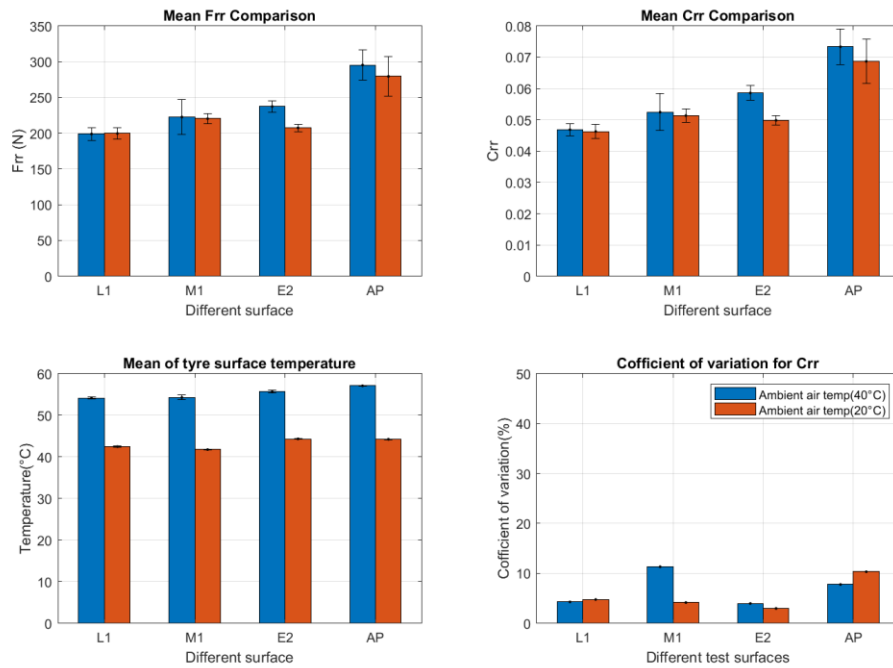 Mean Frr Comparison
350
300
250
200
150
100
50
0
Frr (N)
L1 M1 E2 AP
Different surface
Mean Crr Comparison
0.08
0.07
0.06
0.05
0.04
0.03
0.02
0.01
0
Crr
L1 M1 E2 AP
Different surface
Mean of tyre surface temperature
60
50
40
30
20
10
0
Temperature(°C)
L1 M1 E2 AP
Different surface
Cofficient of variation for Crr
50
40
30
20
10
0
Cofficient of variation(%)
Ambient air temp(40°C)
Ambient air temp(20°C)
L1 M1 E2 AP
Different test surfaces